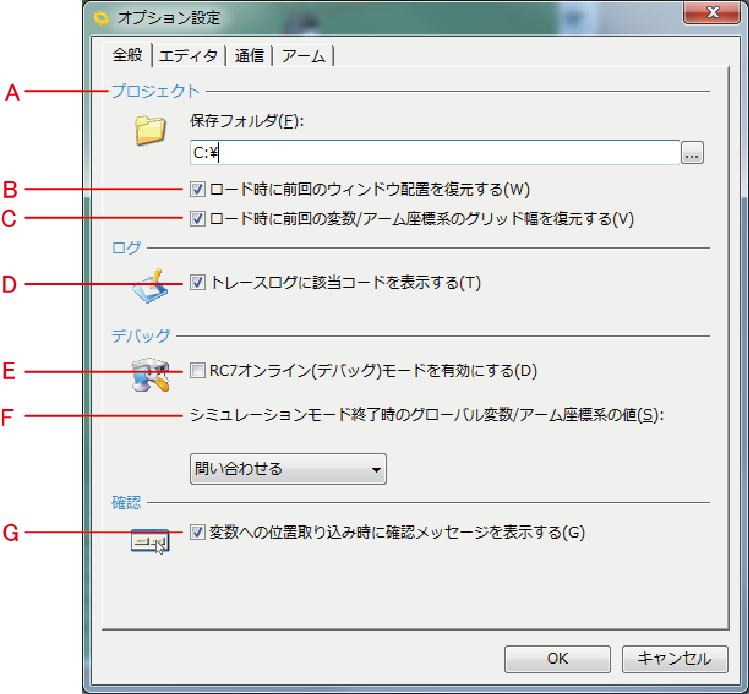 オプション設定
全般 エディタ 通信 アーム
A プロジェクト
保存フォルダ(F):
C:¥
...
B ロード時に前回のウィンドウ配置を復元する(W)
C ロード時に前回の変数/アーム座標系のグリッド幅を復元する(V)
ログ
D トレースログに該当コードを表示する(T)
デバッグ
E RC7オンライン(デバッグ)モードを有効にする(D)
F シミュレーションモード終了時のグローバル変数/アーム座標系の値(S):
問い合わせる
確認
G 変数への位置取り込み時に確認メッセージを表示する(G)
OK キャンセル